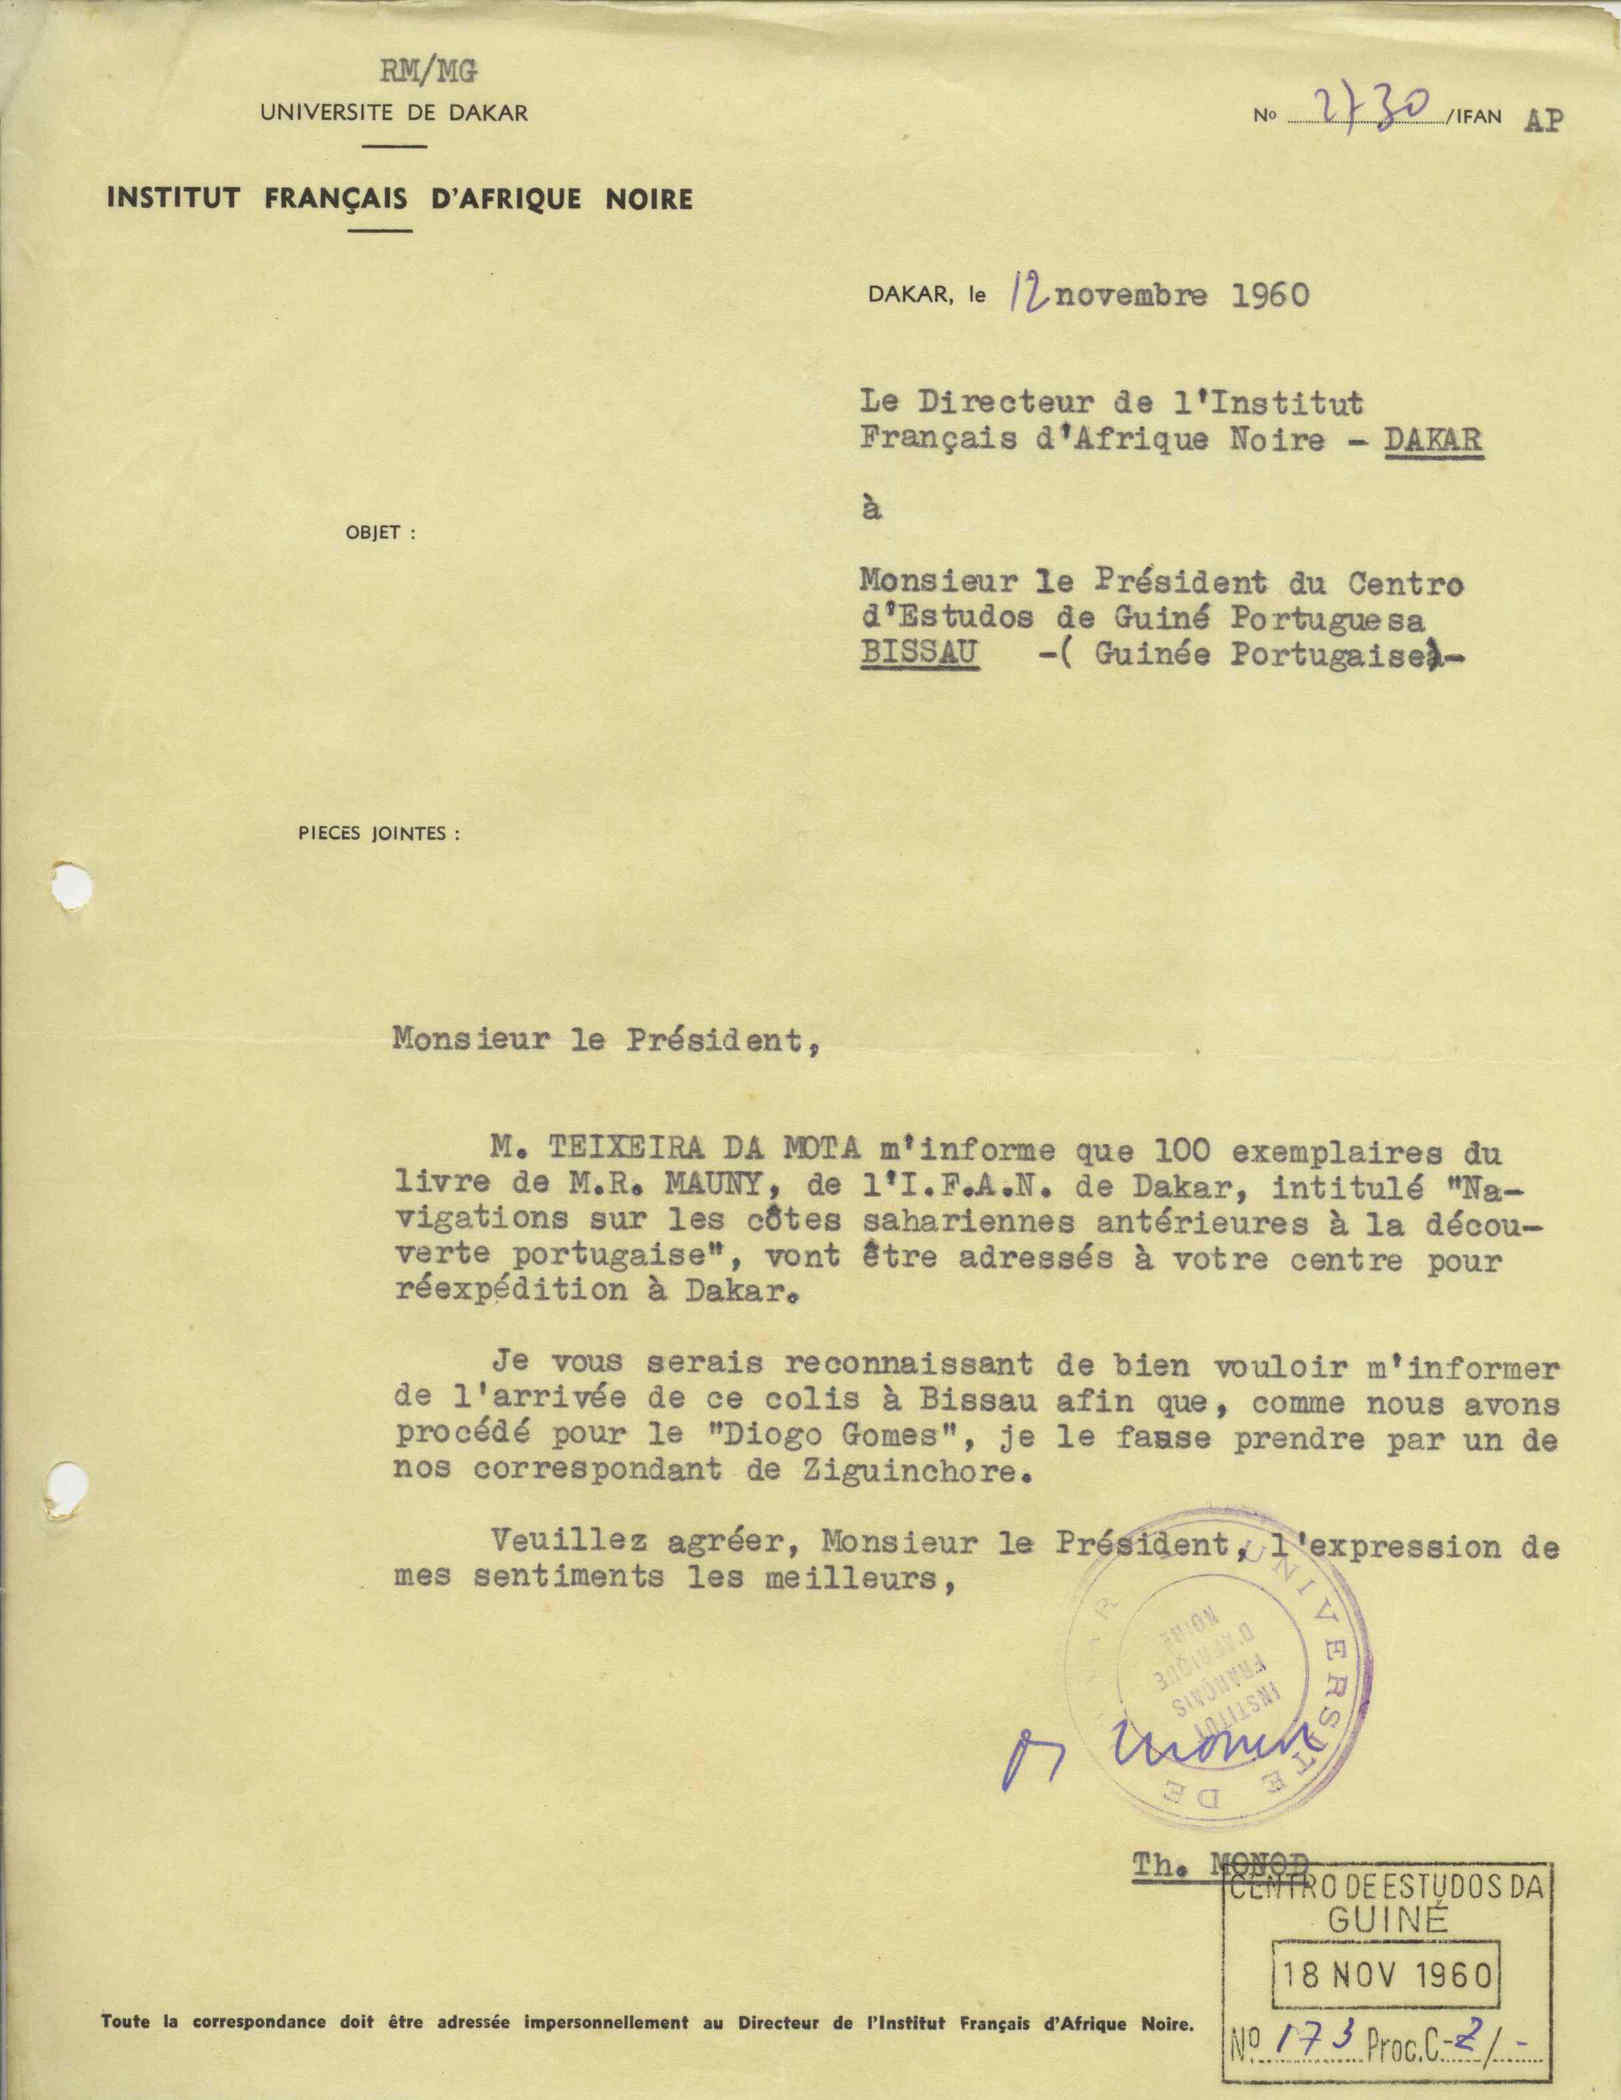 RM/MG
UNIVERSITE DE DAKAR
No 2730 /IFAN AP
INSTITUT FRANÇAIS D'AFRIQUE NOIRE
DAKAR, le 12 novembre 1960
Le Directeur de l'Institut
Français d'Afrique Noire - DAKAR
à
OBJET :
Monsieur le Président du Centro
d'Estudos de Guiné Portuguesa
BISSAU -( Guinée Portugaise)-
PIECES JOINTES :
Monsieur le Président,
M. TEIXEIRA DA MOTA m'informe que 100 exemplaires du
livre de M.R. MAUNY, de l'I.F.A.N. de Dakar, intitulé "Na-
vigations sur les côtes sahariennes antérieures à la décou-
verte portugaise", vont être adressés à votre centre pour
réexpédition à Dakar.
Je vous serais reconnaissant de bien vouloir m'informer
de l'arrivée de ce colis à Bissau afin que, comme nous avons
procédé pour le "Diogo Gomes", je le fasse prendre par un de
nos correspondant de Ziguinchore.
Veuillez agréer, Monsieur le Président, l'expression de
mes sentiments les meilleurs,
UNIVERSITE DE
INSTITUT
FRANÇAIS
D'AFRIQUE
NOIRE
Th. MONOD
CENTRO DE ESTUDOS DA
GUINÉ
18 NOV 1960
Nº 173 Proc. C-2/-
Toute la correspondance doit être adressée impersonnellement au Directeur de l'Institut Français d'Afrique Noire.